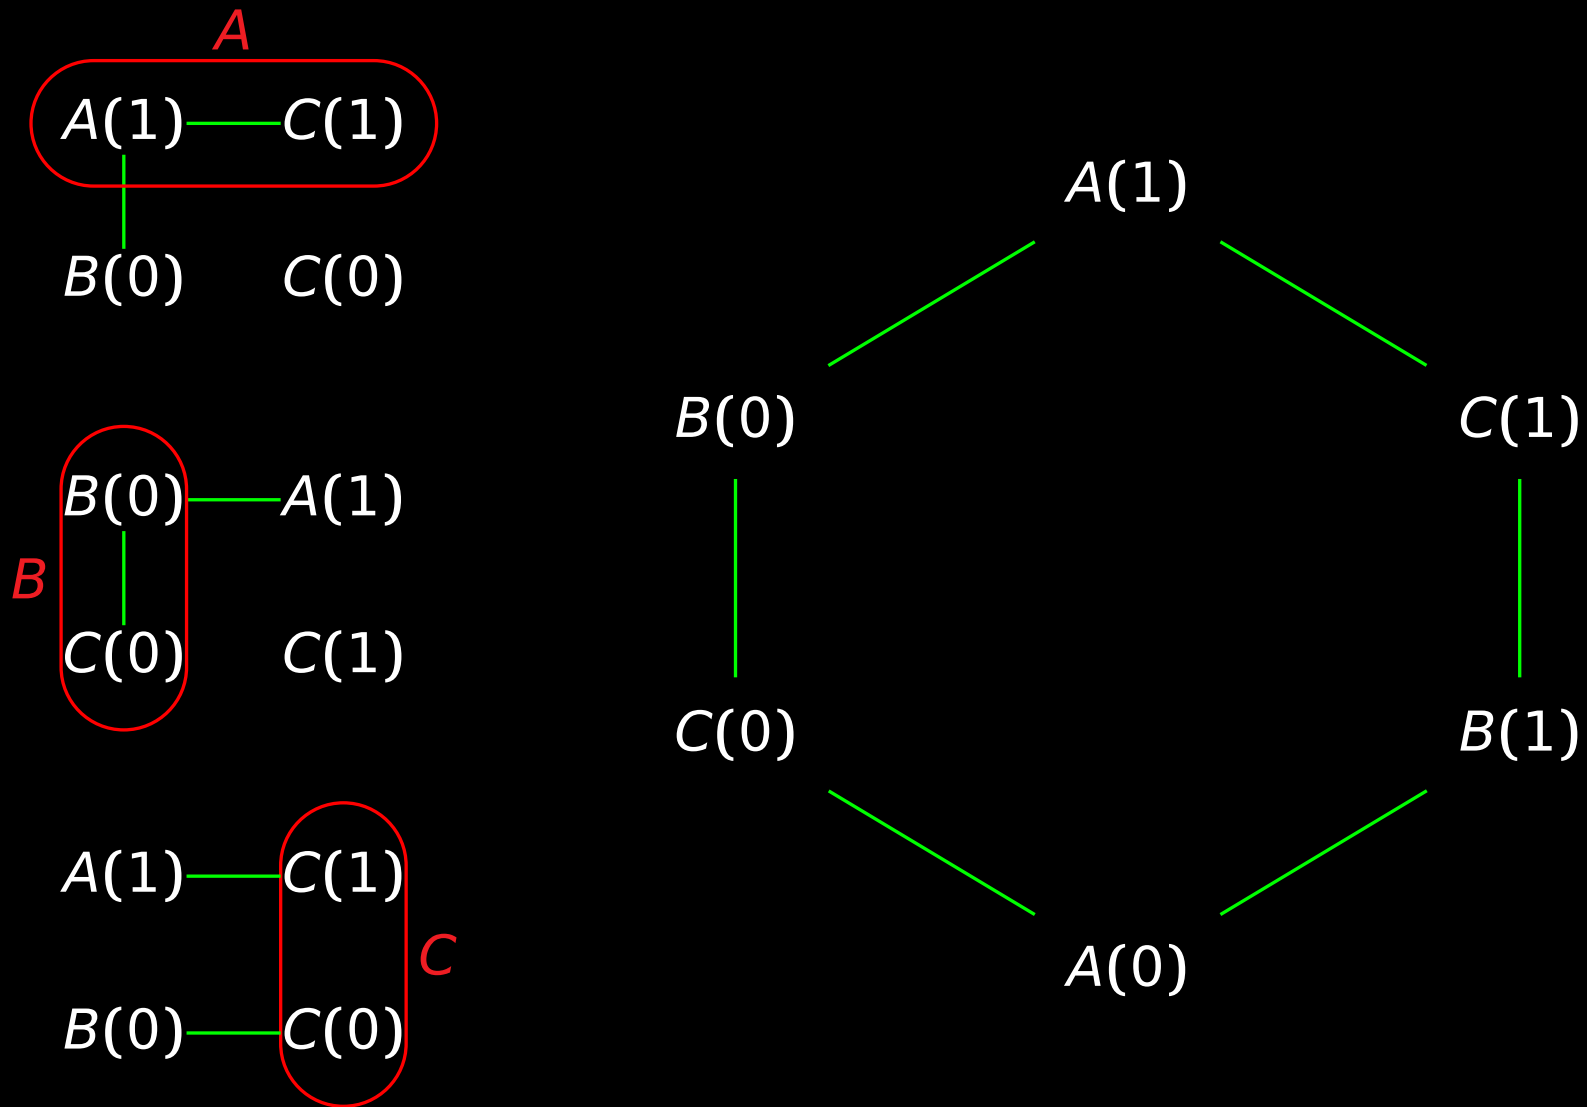 A
A(1) C(1)
B(0) C(0)
B(0) A(1)
B
C(0) C(1)
A(1) C(1)
C
B(0) C(0)
A(1)
B(0) C(1)
C(0) B(1)
A(0)